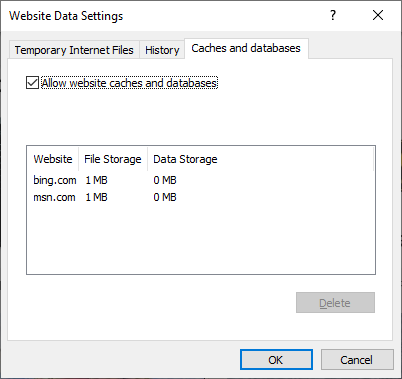 Website Data Settings ?
Temporary Internet Files History Caches and databases
Allow website caches and databases
Website File Storage Data Storage
bing.com 1 MB 0 MB
msn.com 1 MB 0 MB
Delete
OK Cancel